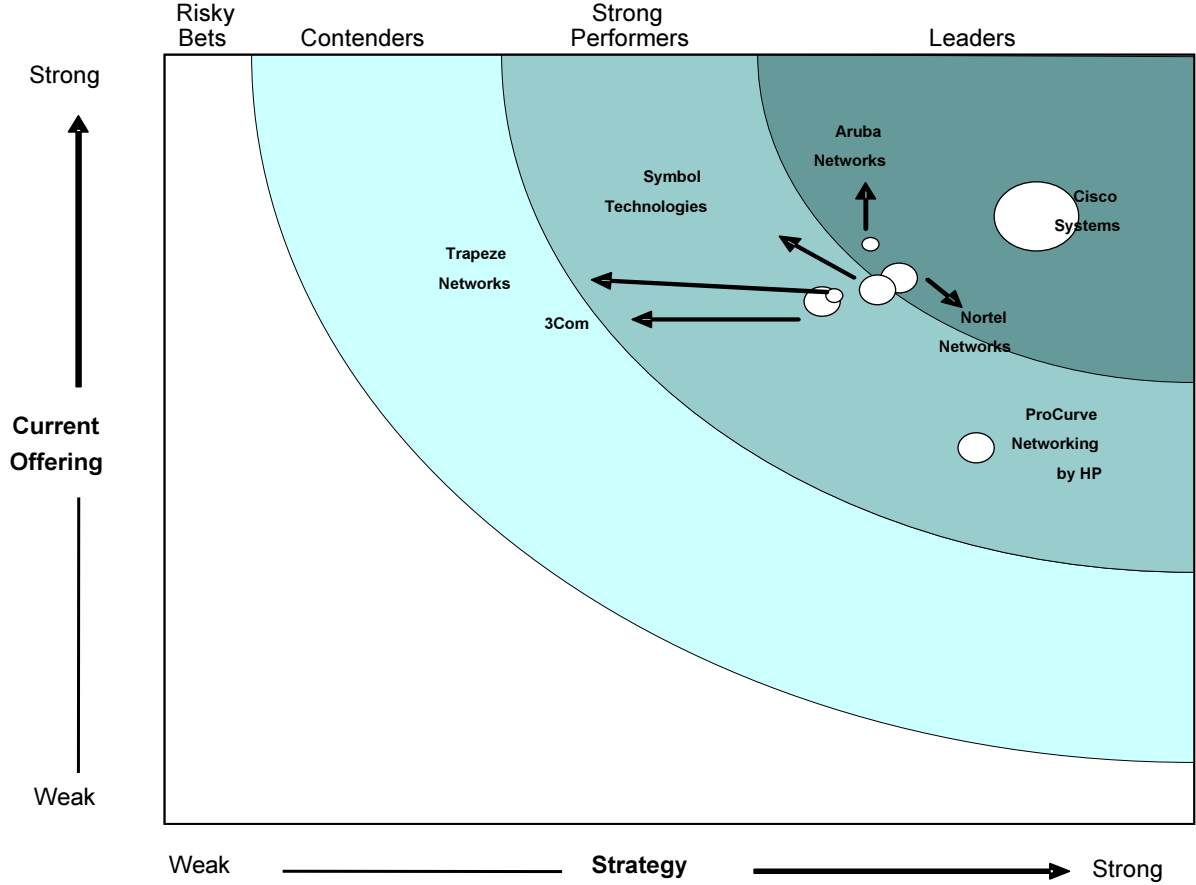 Risky
Bets
Contenders
Strong
Performers
Leaders
Strong
Aruba
Networks
Symbol
Technologies
Cisco
Systems
Trapeze
Networks
3Com
Nortel
Networks
ProCurve
Networking
by HP
Current
Offering
Weak
Weak
Strategy
Strong